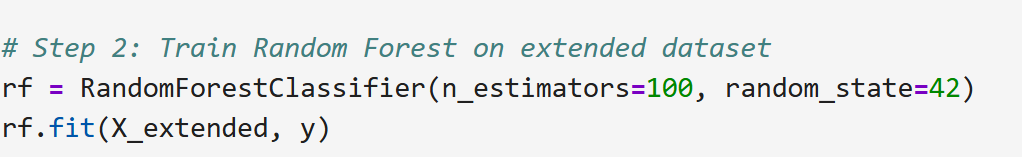 # Step 2: Train Random Forest on extended dataset
rf = RandomForestClassifier(n_estimators=100, random_state=42)
rf.fit(X_extended, y)